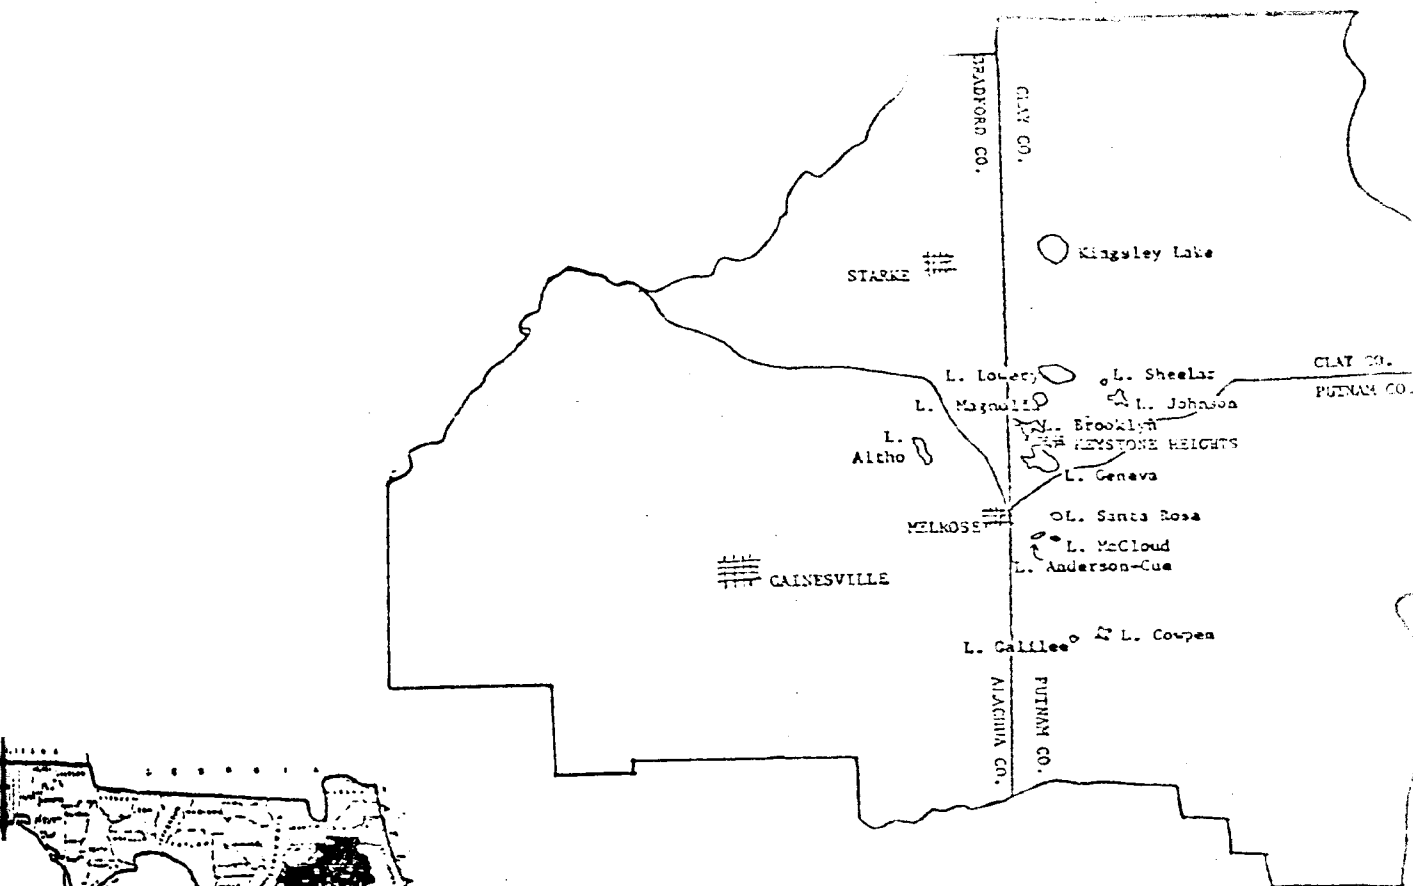 BRADFORD CO.
CLAY CO.
Kingsley Lake
STARKE
CLAY CO.
PUTNAM CO.
L. Lowery
L. Sheelar
L. Magnolia
L. Johnson
L. Brooklyn
KEYSTONE HEIGHTS
L.
Altho
L. Geneva
MELROSE
L. Santa Rosa
L. McCloud
L. Anderson-Cue
GAINESVILLE
L. Galilee
L. Cowpen
ALACHUA CO.
PUTNAM CO.